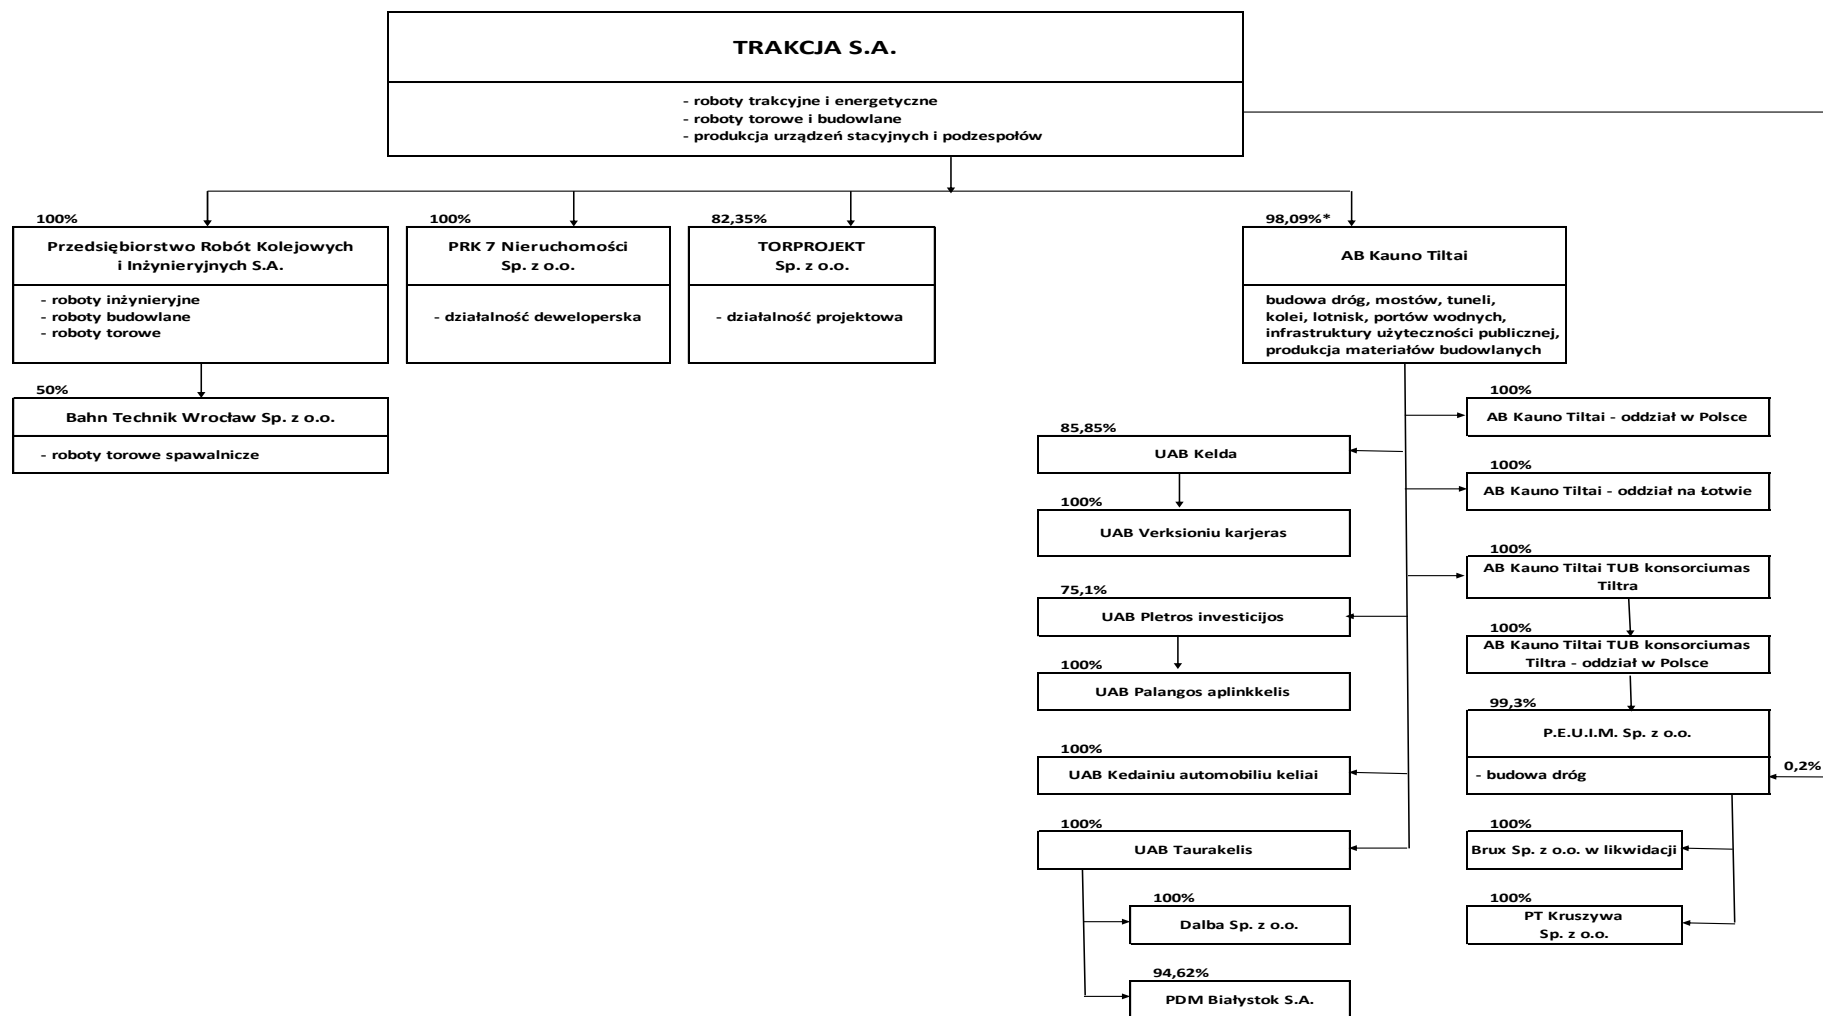 TRAKCJA S.A.
- roboty trakcyjne i energetyczne
- roboty torowe i budowlane
- produkcja urządzeń stacyjnych i podzespołów
100%
Przedsiębiorstwo Robót Kolejowych
i Inżynieryjnych S.A.
- roboty inżynieryjne
- roboty budowlane
- roboty torowe
50%
Bahn Technik Wrocław Sp. z o.o.
- roboty torowe spawalnicze
100%
PRK 7 Nieruchomości
Sp. z o.o.
- działalność deweloperska
82,35%
TORPROJEKT
Sp. z o.o.
- działalność projektowa
98,09%*
AB Kauno Tiltai
budowa dróg, mostów, tuneli,
kolei, lotnisk, portów wodnych,
infrastruktury użyteczności publicznej,
produkcja materiałów budowlanych
85,85%
UAB Kelda
100%
UAB Verksioniu karjeras
75,1%
UAB Pletros investicijos
100%
UAB Palangos aplinkkelis
100%
UAB Kedainiu automobiliu keliai
100%
UAB Taurakelis
100%
Dalba Sp. z o.o.
94,62%
PDM Białystok S.A.
100%
AB Kauno Tiltai - oddział w Polsce
100%
AB Kauno Tiltai - oddział na Łotwie
100%
AB Kauno Tiltai TUB konsorciumas
Tiltra
100%
AB Kauno Tiltai TUB konsorciumas
Tiltra - oddział w Polsce
99,3%
P.E.U.I.M. Sp. z o.o.
- budowa dróg
0,2%
100%
Brux Sp. z o.o. w likwidacji
100%
PT Kruszywa
Sp. z o.o.